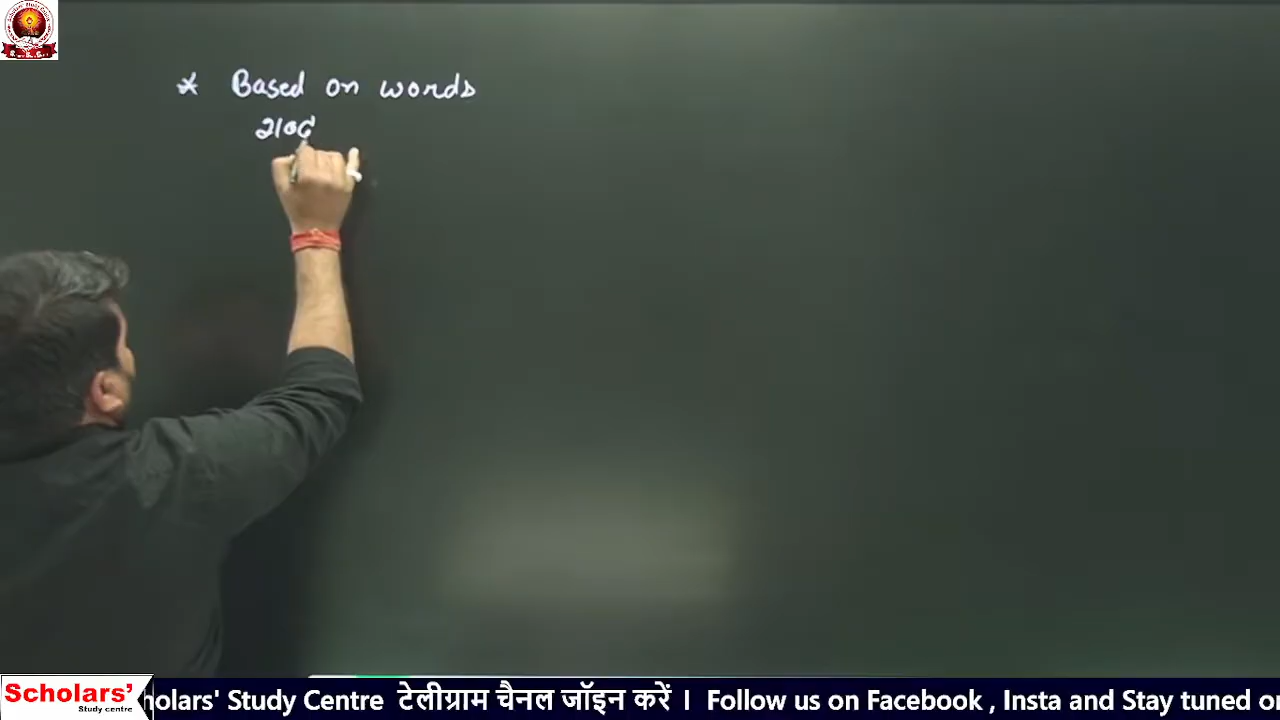 * Based on words
शब्द
Scholars'
Study centre
holars' Study Centre टेलीग्राम चैनल जॉइन करें । Follow us on Facebook , Insta and Stay tuned o